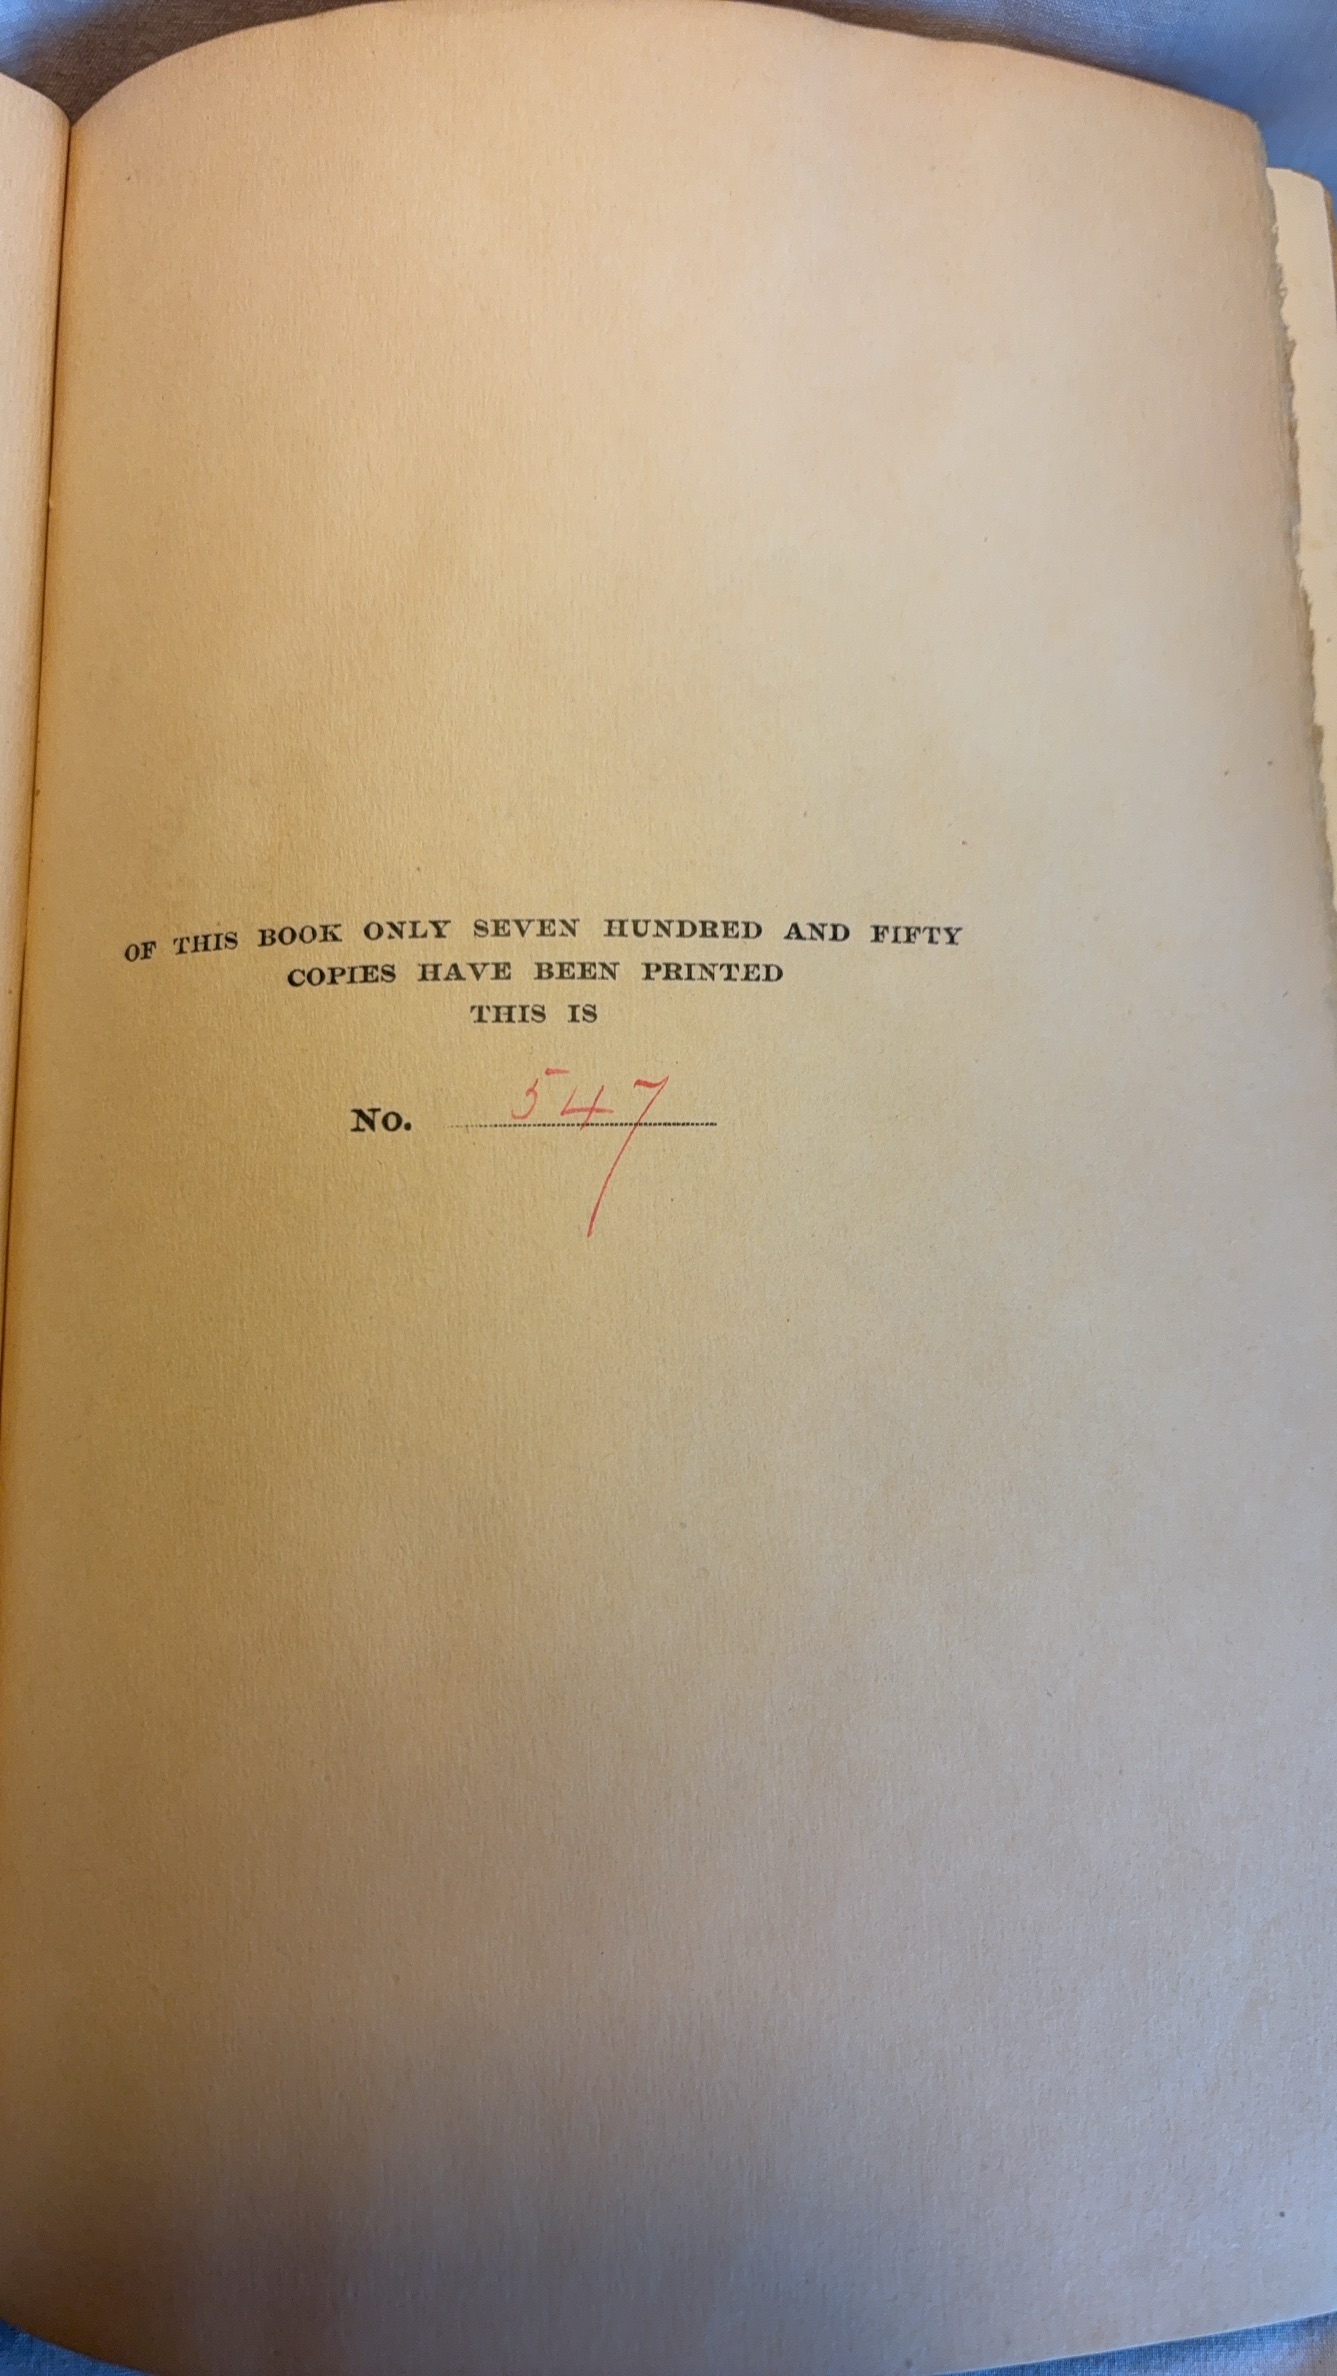 OF THIS BOOK ONLY SEVEN HUNDRED AND FIFTY
COPIES HAVE BEEN PRINTED
THIS IS
No. 547